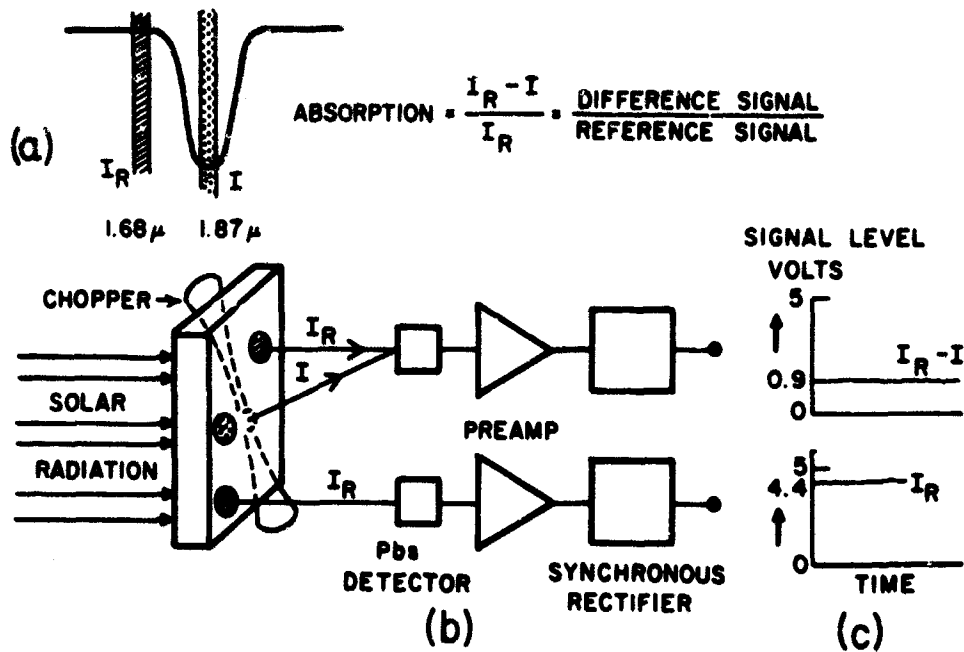 (a)
I_R
I
1.68μ 1.87μ
ABSORPTION = I_R - I / I_R = DIFFERENCE SIGNAL / REFERENCE SIGNAL
CHOPPER
SOLAR
RADIATION
I_R
I
I_R
PREAMP
Pbs
DETECTOR
SYNCHRONOUS
RECTIFIER
(b)
SIGNAL LEVEL
VOLTS
5
I_R - I
0.9
0
5
4.4
I_R
0
TIME
(c)